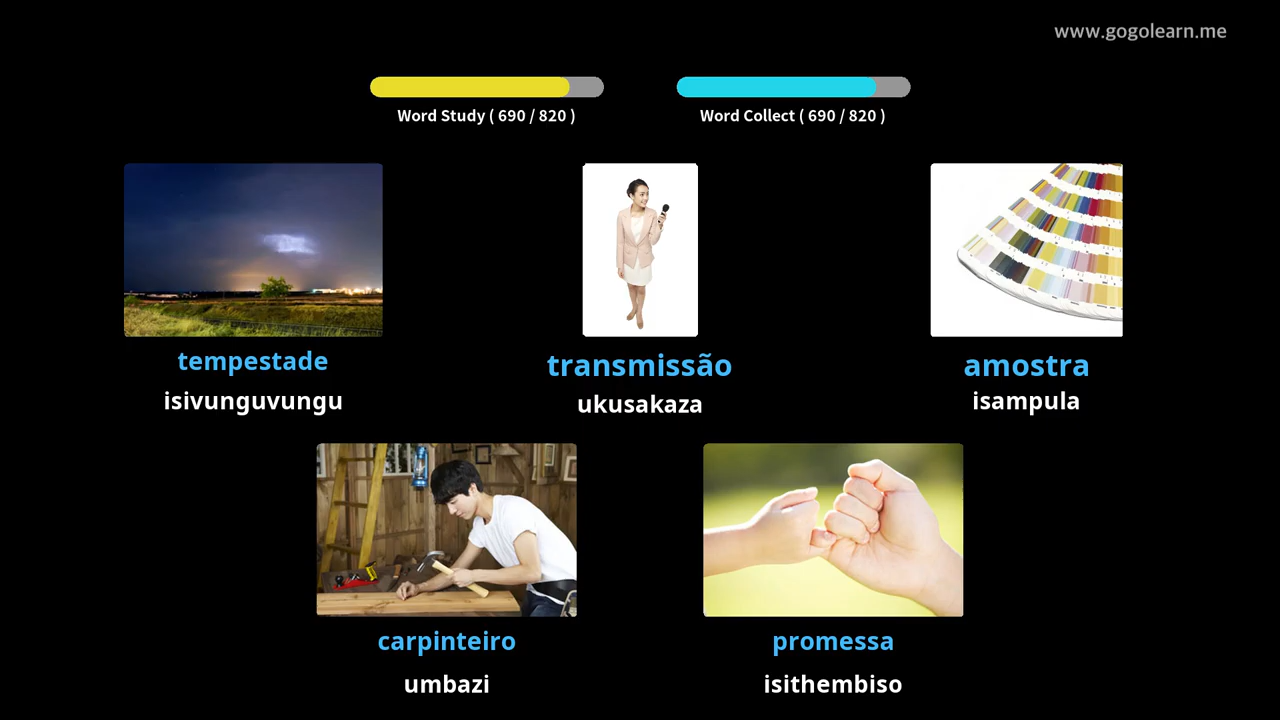 www.gogolearn.me
Word Study ( 690 / 820 )
Word Collect ( 690 / 820 )
tempestade
isivunguvungu
transmissão
ukusakaza
amostra
isampula
carpinteiro
umbazi
promessa
isithembiso